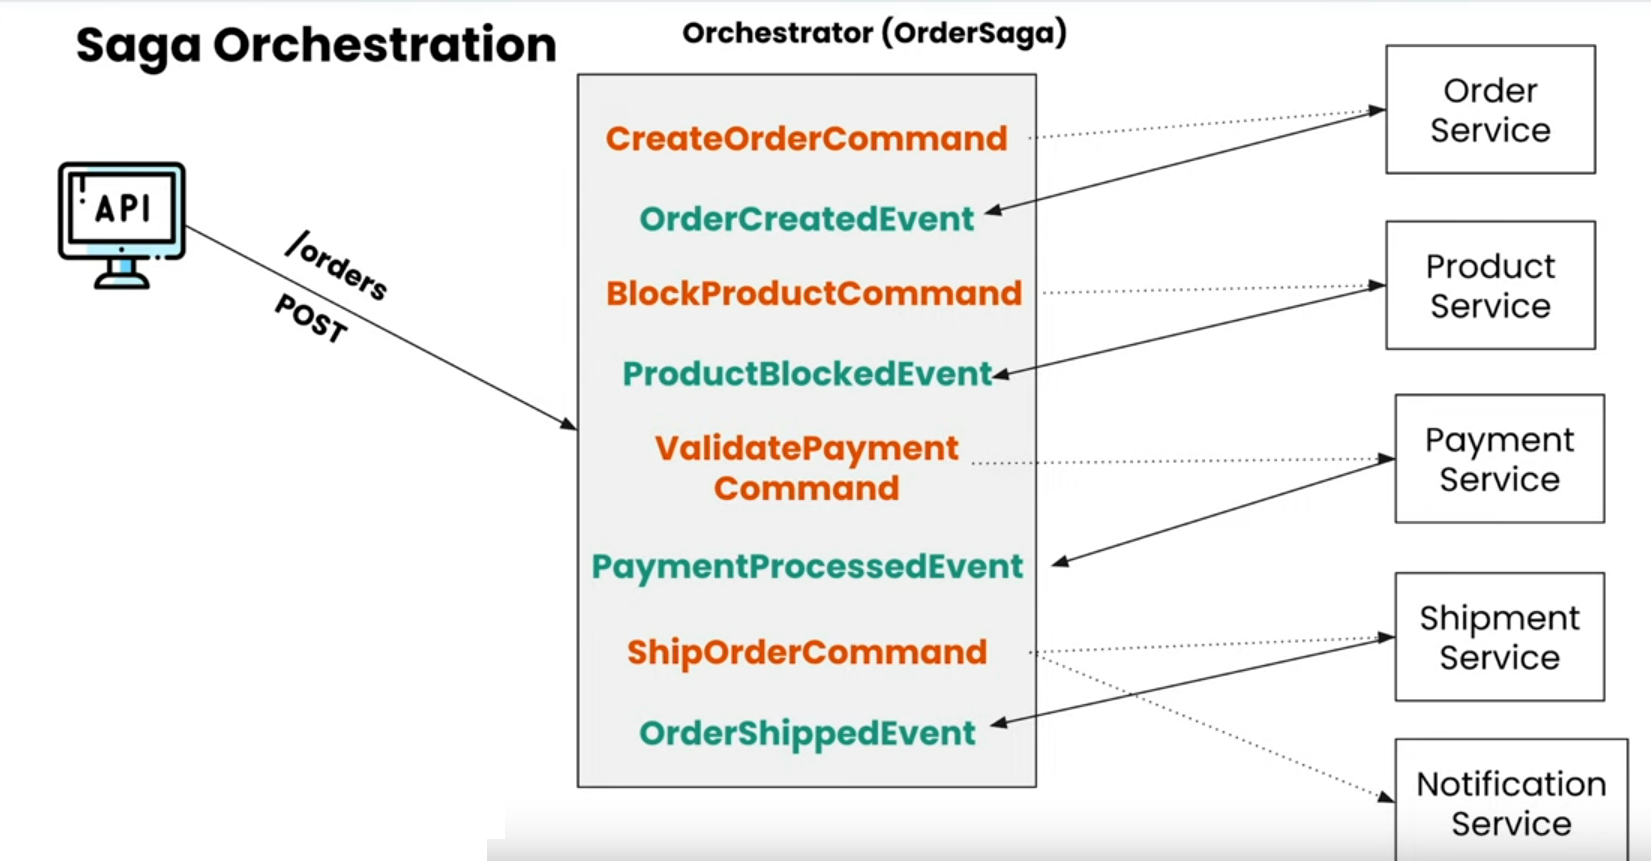 Saga Orchestration
Orchestrator (OrderSaga)
API
/orders
POST
CreateOrderCommand
OrderCreatedEvent
BlockProductCommand
ProductBlockedEvent
ValidatePayment
Command
PaymentProcessedEvent
ShipOrderCommand
OrderShippedEvent
Order
Service
Product
Service
Payment
Service
Shipment
Service
Notification
Service